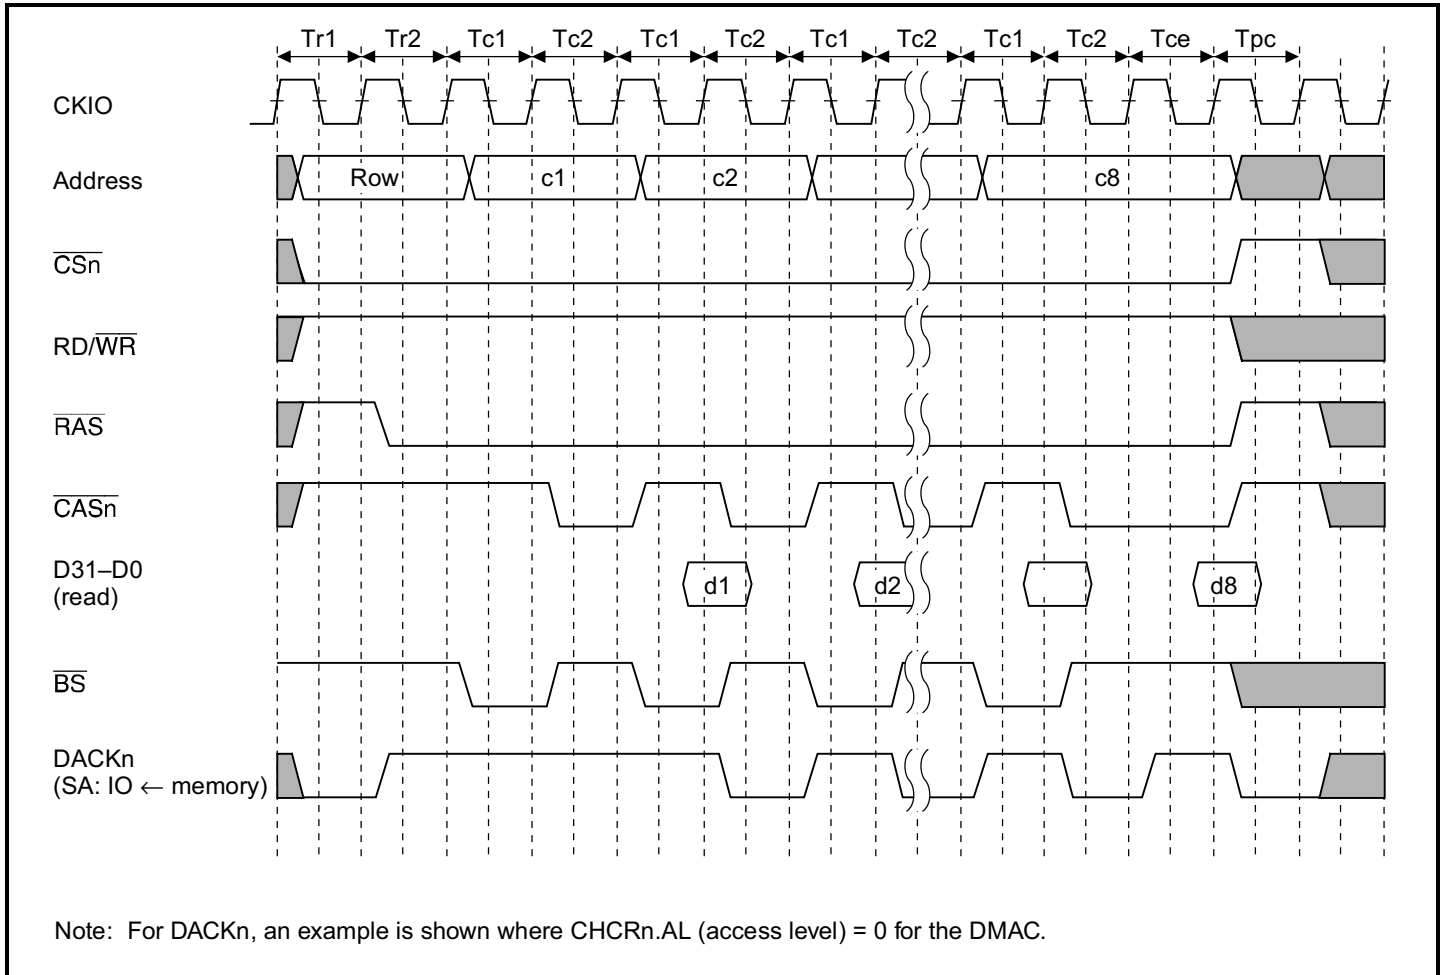 Tr1 Tr2 Tc1 Tc2 Tc1 Tc2 Tc1 Tc2 Tc1 Tc2 Tce Tpc
CKIO
Address Row c1 c2 c8
CSn
RD/WR
RAS
CASn
D31–D0
(read) d1 d2 d8
BS
DACKn
(SA: IO ← memory)
Note: For DACKn, an example is shown where CHCRn.AL (access level) = 0 for the DMAC.